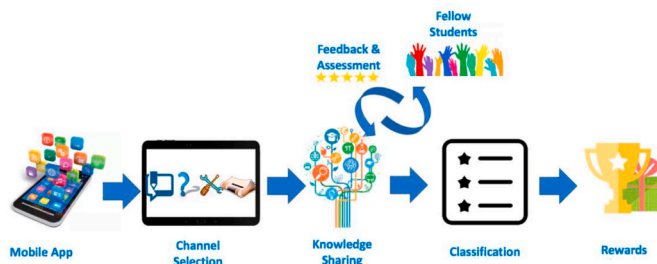 Fellow
Students
Feedback &
Assessment
Mobile App
Channel
Selection
Knowledge
Sharing
Classification
Rewards